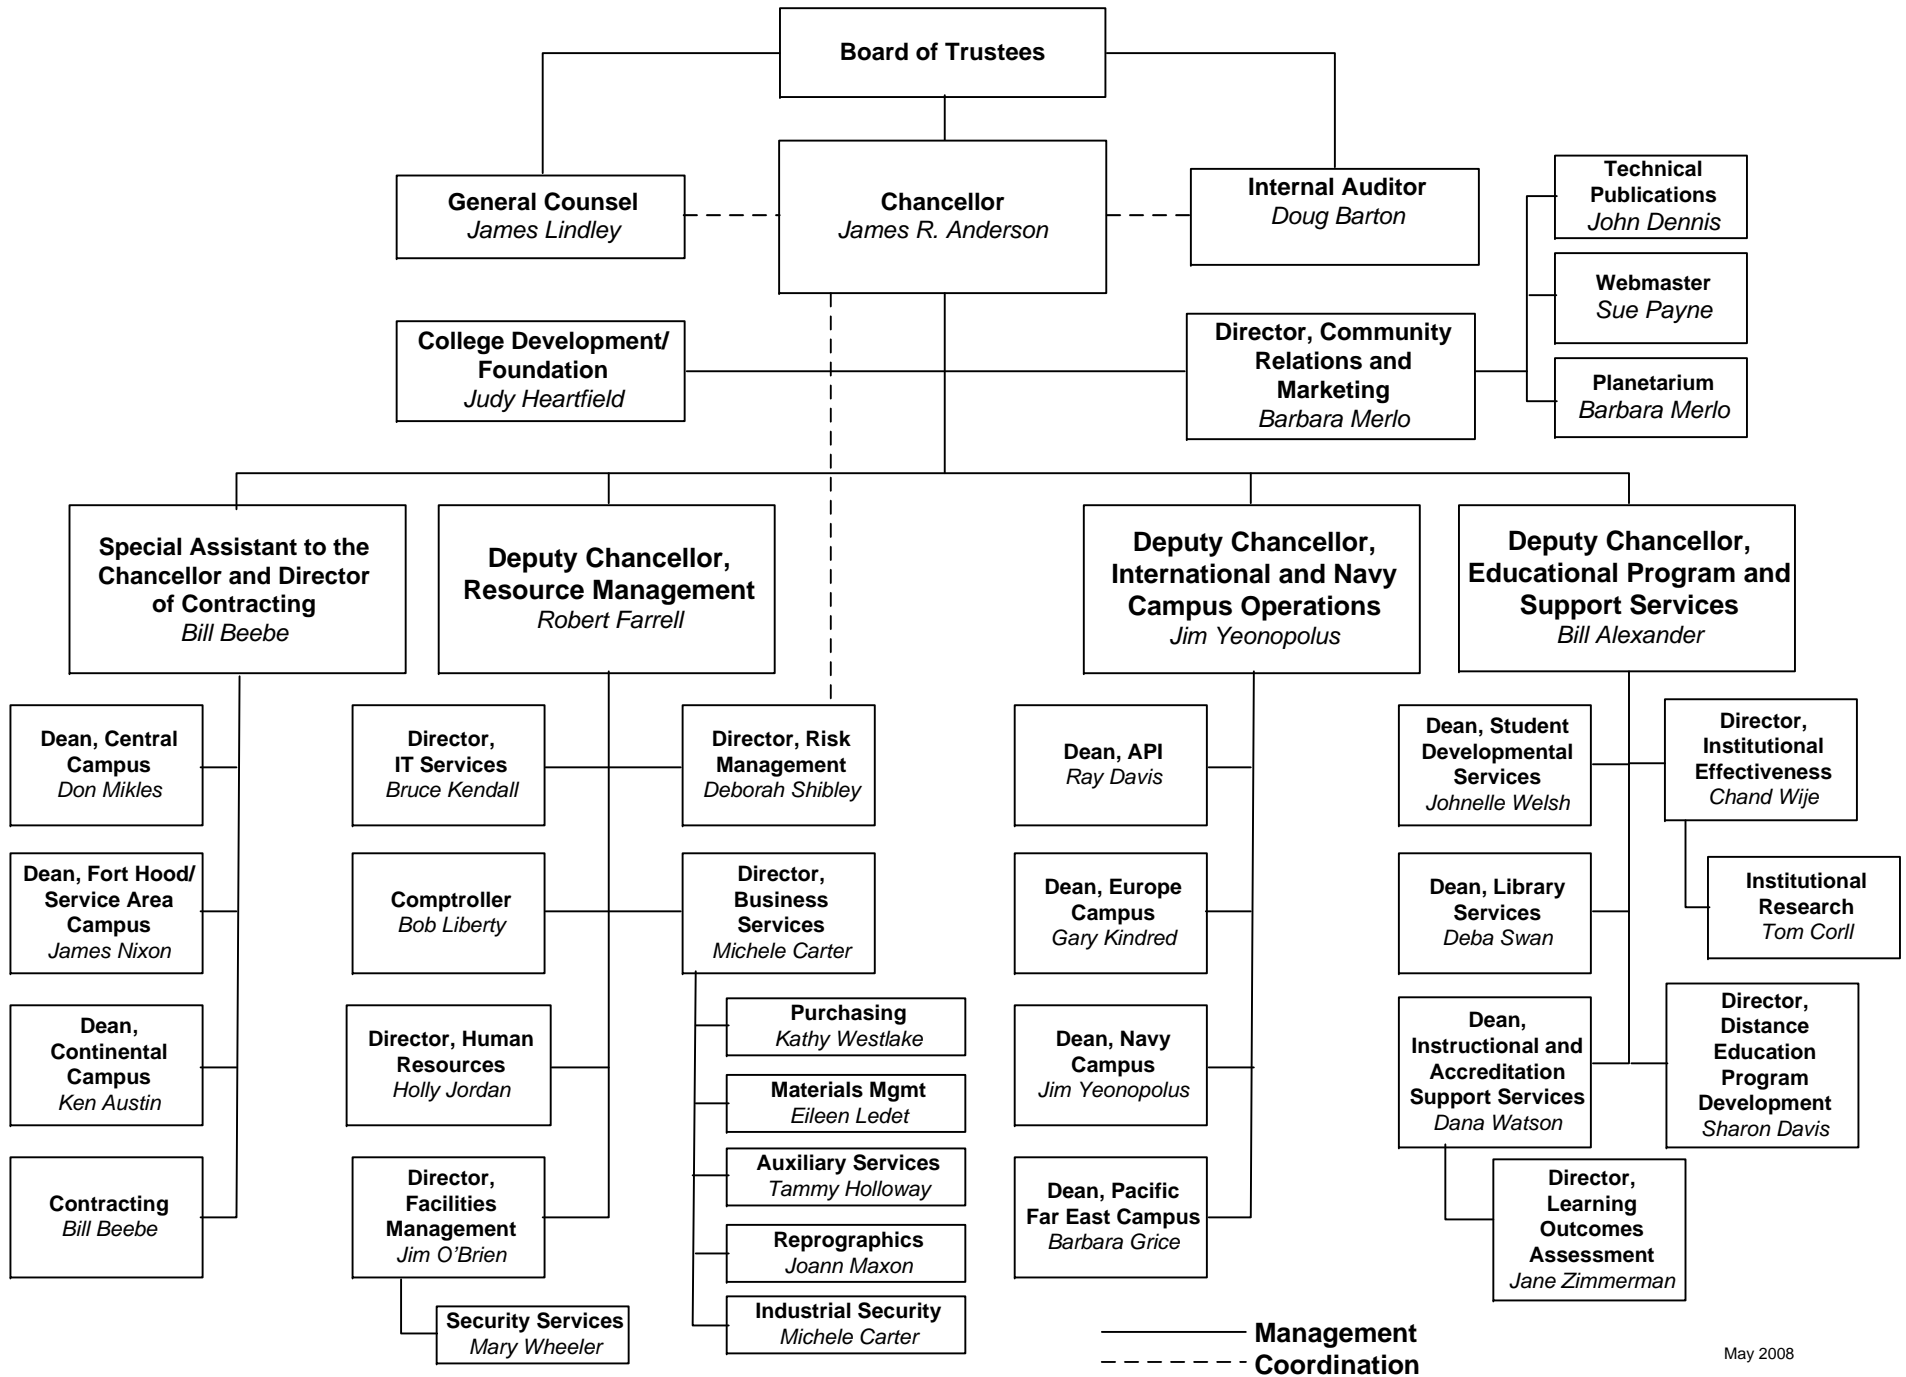 Board of Trustees
General Counsel
James Lindley
Chancellor
James R. Anderson
Internal Auditor
Doug Barton
Technical
Publications
John Dennis
Webmaster
Sue Payne
Planetarium
Barbara Merlo
College Development/
Foundation
Judy Heartfield
Director, Community
Relations and
Marketing
Barbara Merlo
Special Assistant to the
Chancellor and Director
of Contracting
Bill Beebe
Deputy Chancellor,
Resource Management
Robert Farrell
Deputy Chancellor,
International and Navy
Campus Operations
Jim Yeonopolus
Deputy Chancellor,
Educational Program and
Support Services
Bill Alexander
Dean, Central
Campus
Don Mikles
Dean, Fort Hood/
Service Area
Campus
James Nixon
Dean,
Continental
Campus
Ken Austin
Contracting
Bill Beebe
Director,
IT Services
Bruce Kendall
Comptroller
Bob Liberty
Director, Human
Resources
Holly Jordan
Director,
Facilities
Management
Jim O'Brien
Security Services
Mary Wheeler
Director, Risk
Management
Deborah Shibley
Director,
Business
Services
Michele Carter
Purchasing
Kathy Westlake
Materials Mgmt
Eileen Ledet
Auxiliary Services
Tammy Holloway
Reprographics
Joann Maxon
Industrial Security
Michele Carter
Dean, API
Ray Davis
Dean, Europe
Campus
Gary Kindred
Dean, Navy
Campus
Jim Yeonopolus
Dean, Pacific
Far East Campus
Barbara Grice
Dean, Student
Developmental
Services
Johnelle Welsh
Dean, Library
Services
Deba Swan
Dean,
Instructional and
Accreditation
Support Services
Dana Watson
Director,
Learning
Outcomes
Assessment
Jane Zimmerman
Director,
Institutional
Effectiveness
Chand Wije
Institutional
Research
Tom Corll
Director,
Distance
Education
Program
Development
Sharon Davis
Management
Coordination
May 2008